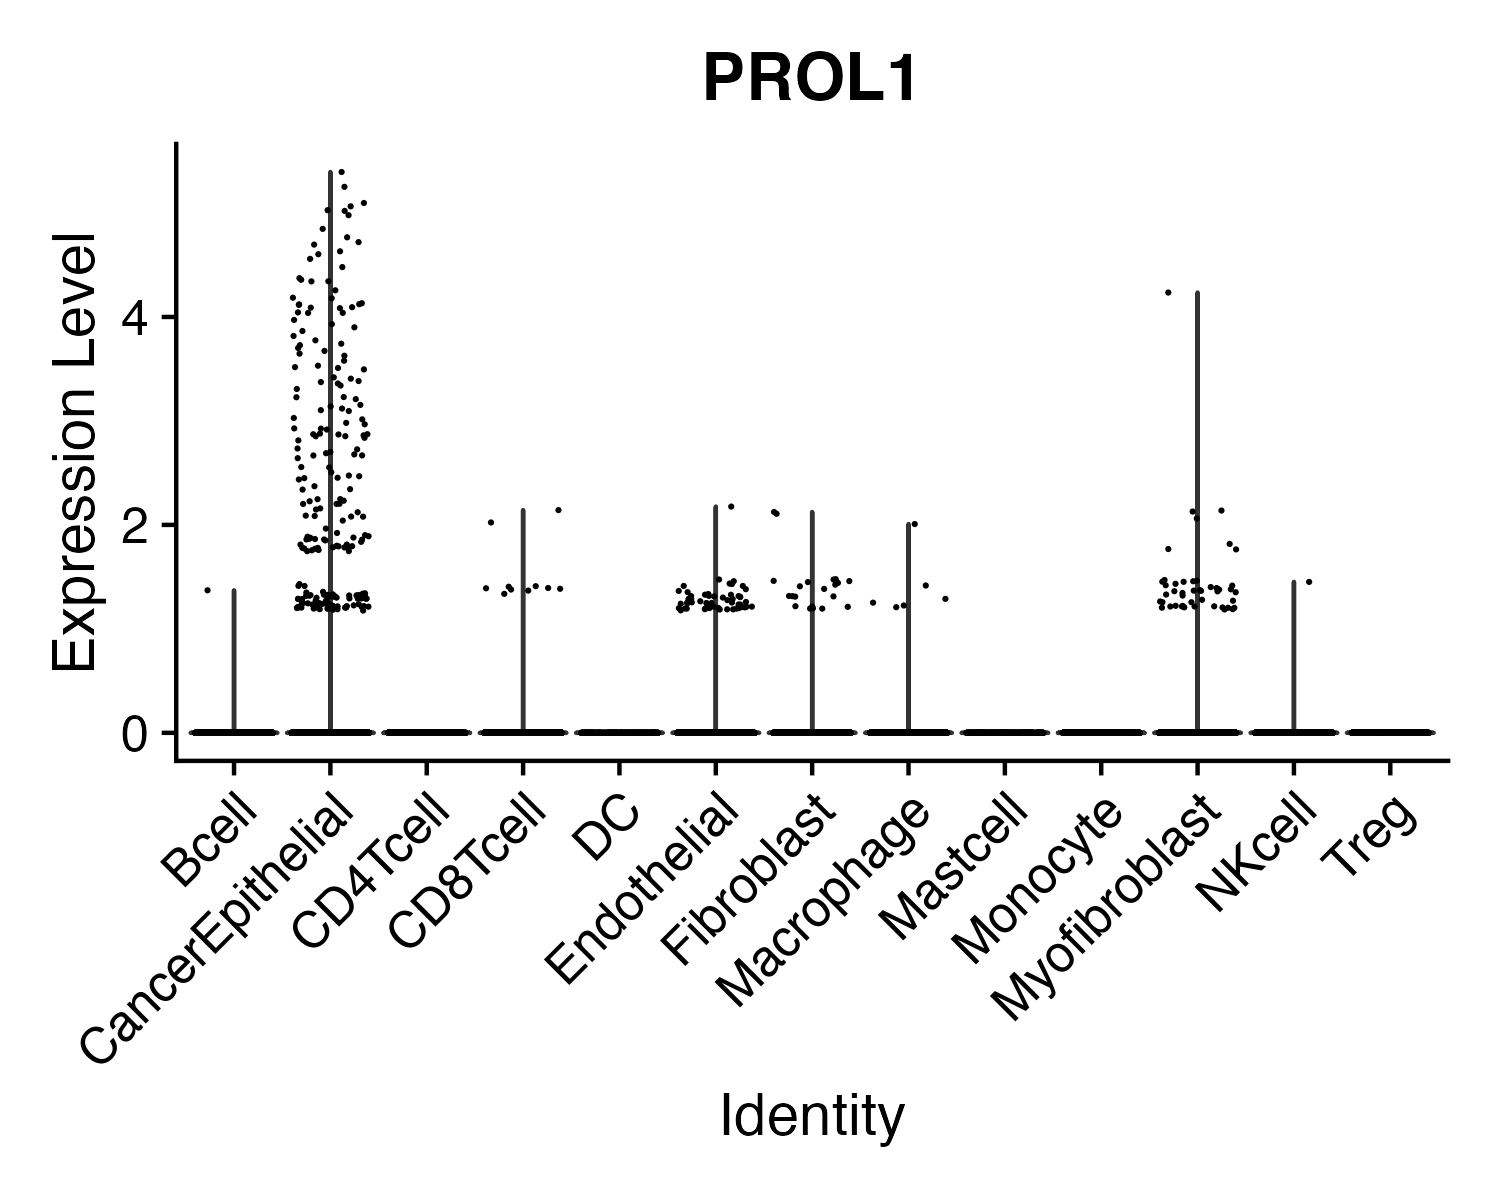 PROL1
Expression Level
4
2
0
Bcell
CancerEpithelial
CD4Tcell
CD8Tcell
DC
Endothelial
Fibroblast
Macrophage
Mastcell
Monocyte
Myofibroblast
NKcell
Treg
Identity